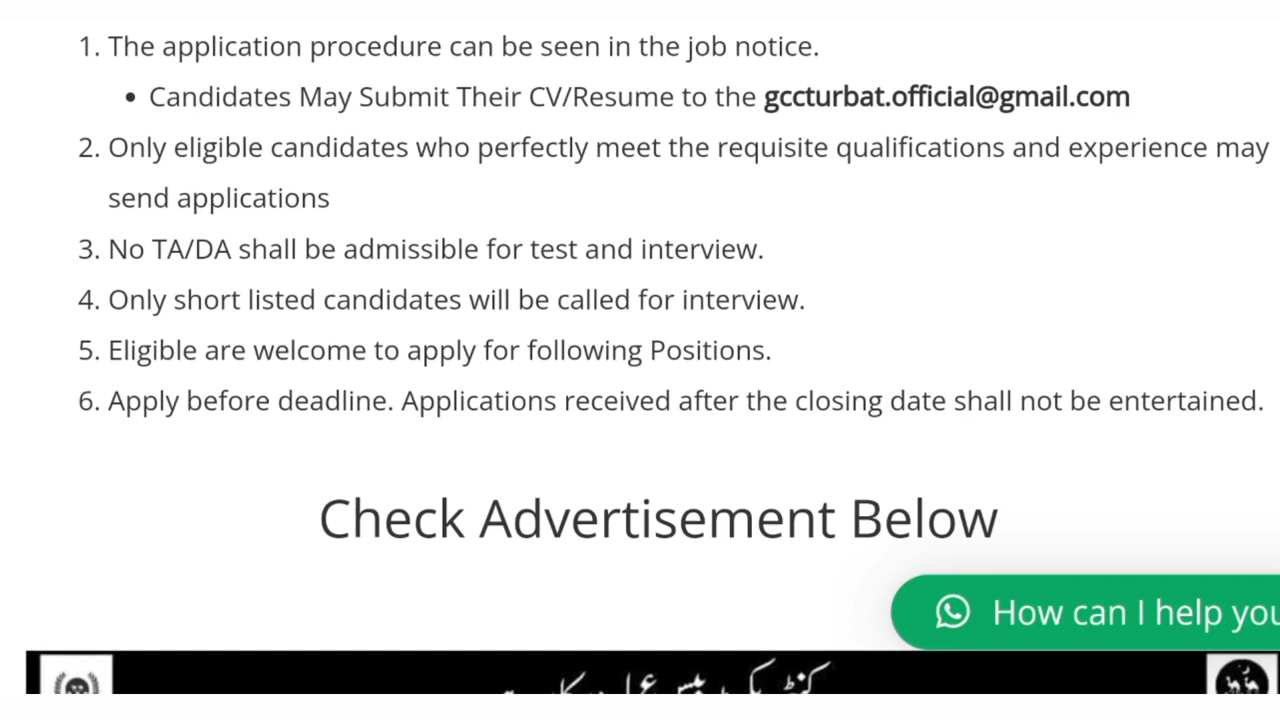 1. The application procedure can be seen in the job notice.
• Candidates May Submit Their CV/Resume to the gccturbat.official@gmail.com
2. Only eligible candidates who perfectly meet the requisite qualifications and experience may
send applications
3. No TA/DA shall be admissible for test and interview.
4. Only short listed candidates will be called for interview.
5. Eligible are welcome to apply for following Positions.
6. Apply before deadline. Applications received after the closing date shall not be entertained.
Check Advertisement Below
How can I help you